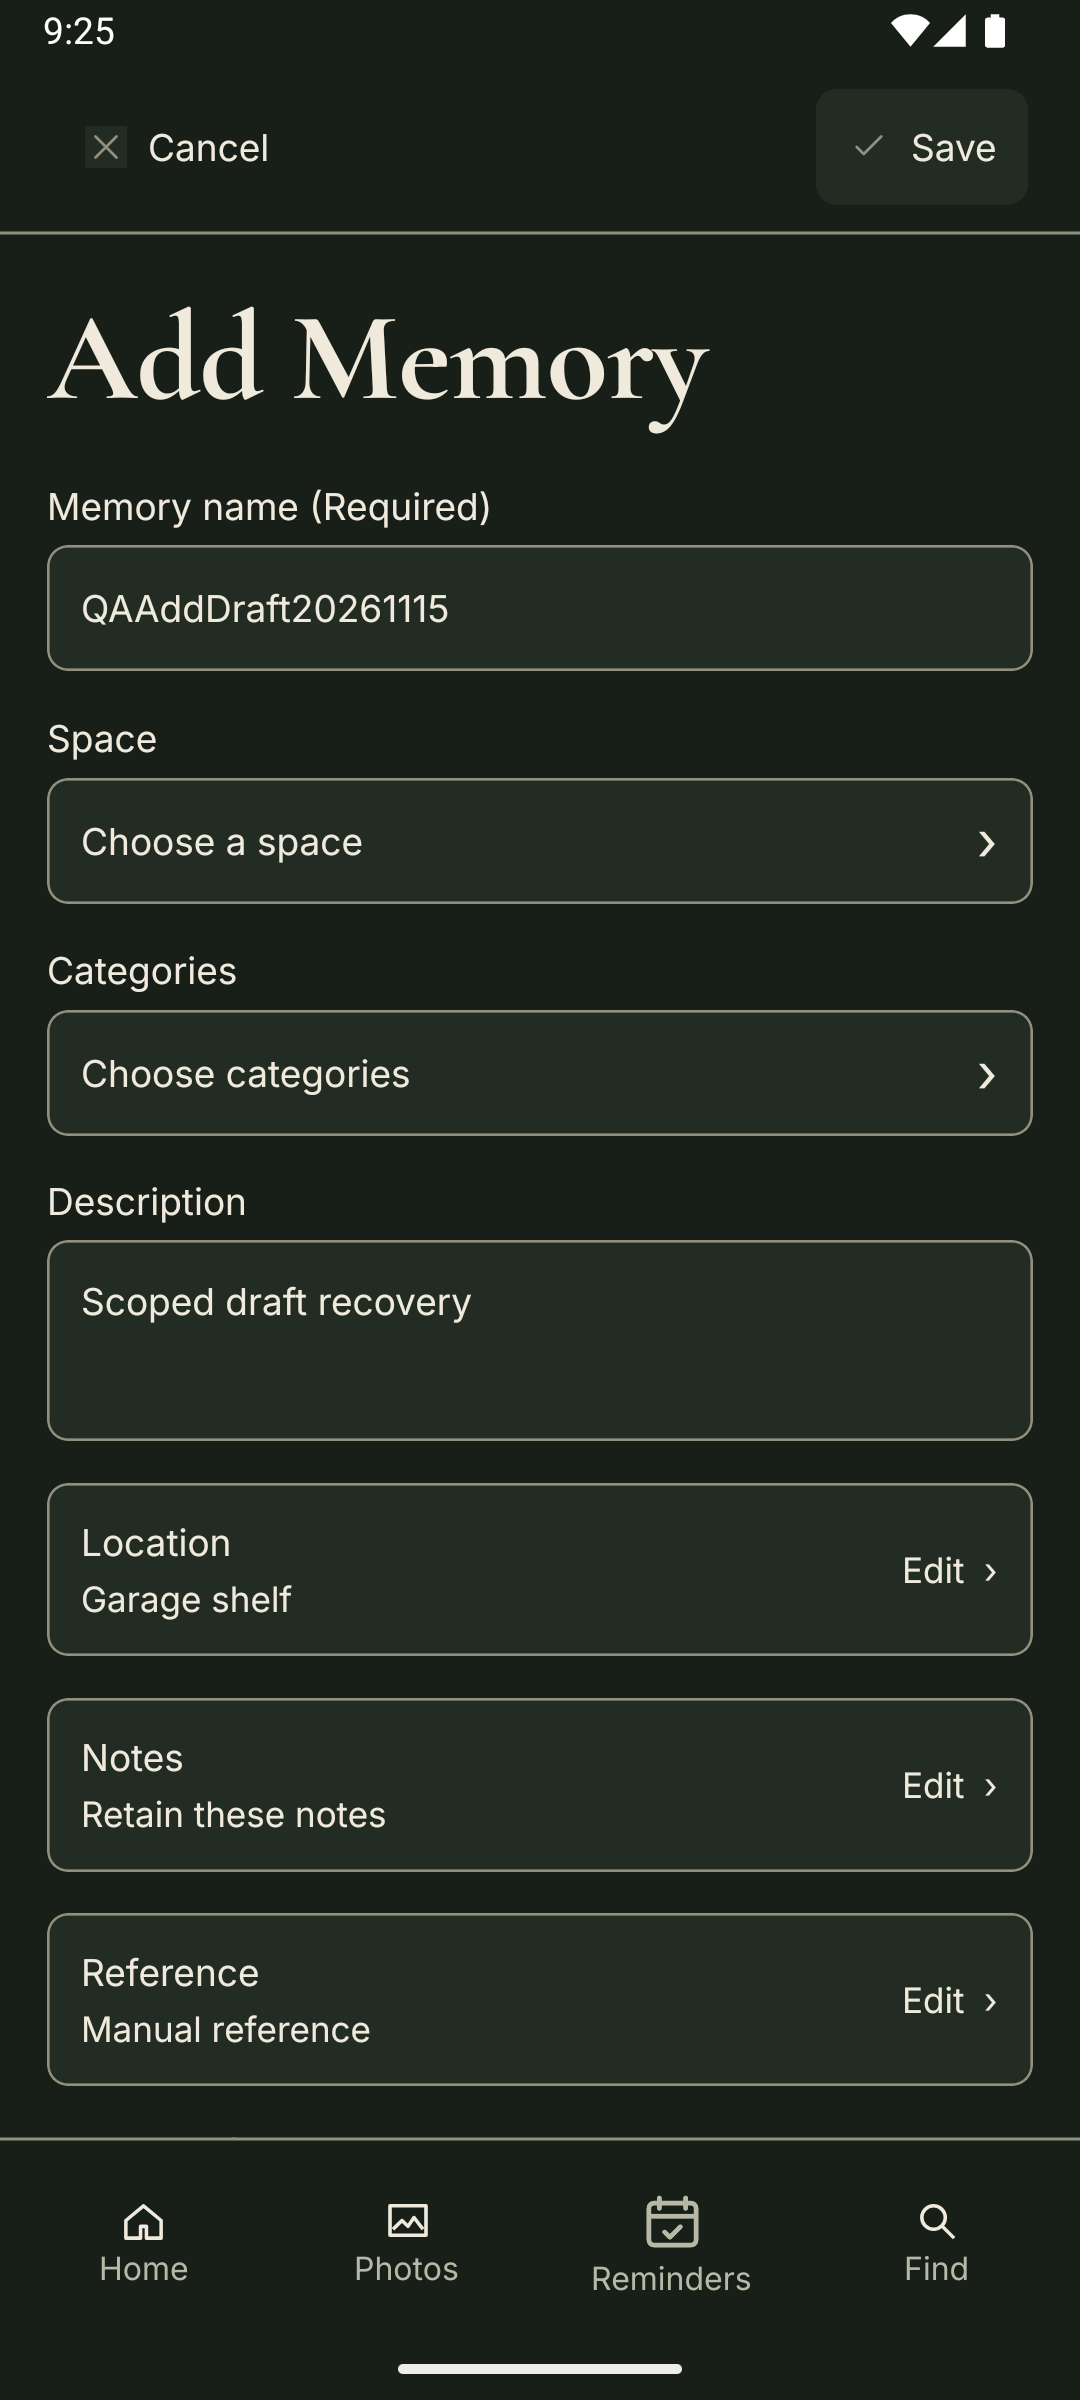 9:25
Cancel
Save
Add Memory
Memory name (Required)
QAAddDraft20261115
Space
Choose a space
Categories
Choose categories
Description
Scoped draft recovery
Location
Garage shelf
Edit
Notes
Retain these notes
Edit
Reference
Manual reference
Edit
Home
Photos
Reminders
Find